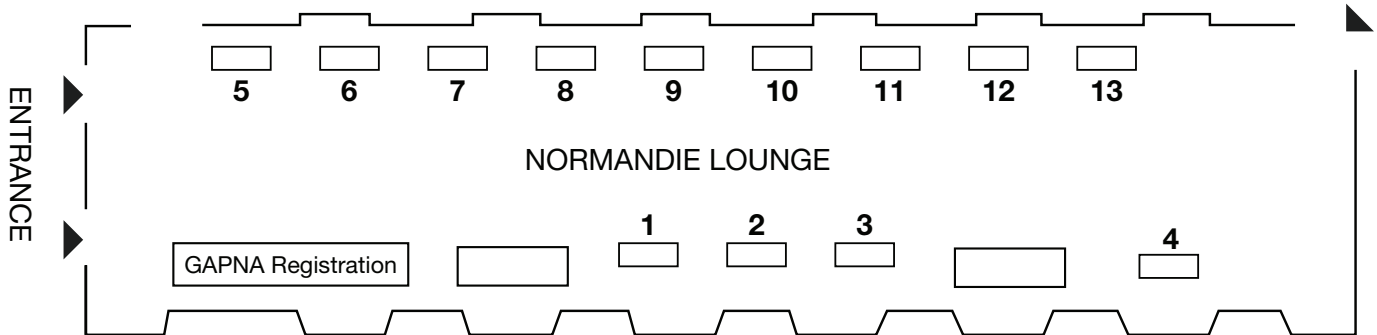 5 6 7 8 9 10 11 12 13
ENTRANCE
NORMANDIE LOUNGE
1 2 3 4
GAPNA Registration